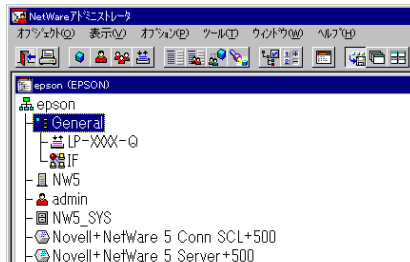 NetWareアドミニストレータ
オブジェクト(O) 表示(V) オプション(P) ツール(T) ウィンドウ(W) ヘルプ(H)
epson (EPSON)
epson
General
LP-XXX-Q
IF
NW5
admin
NW5_SYS
Novell+NetWare 5 Conn SCL+500
Novell+NetWare 5 Server+500